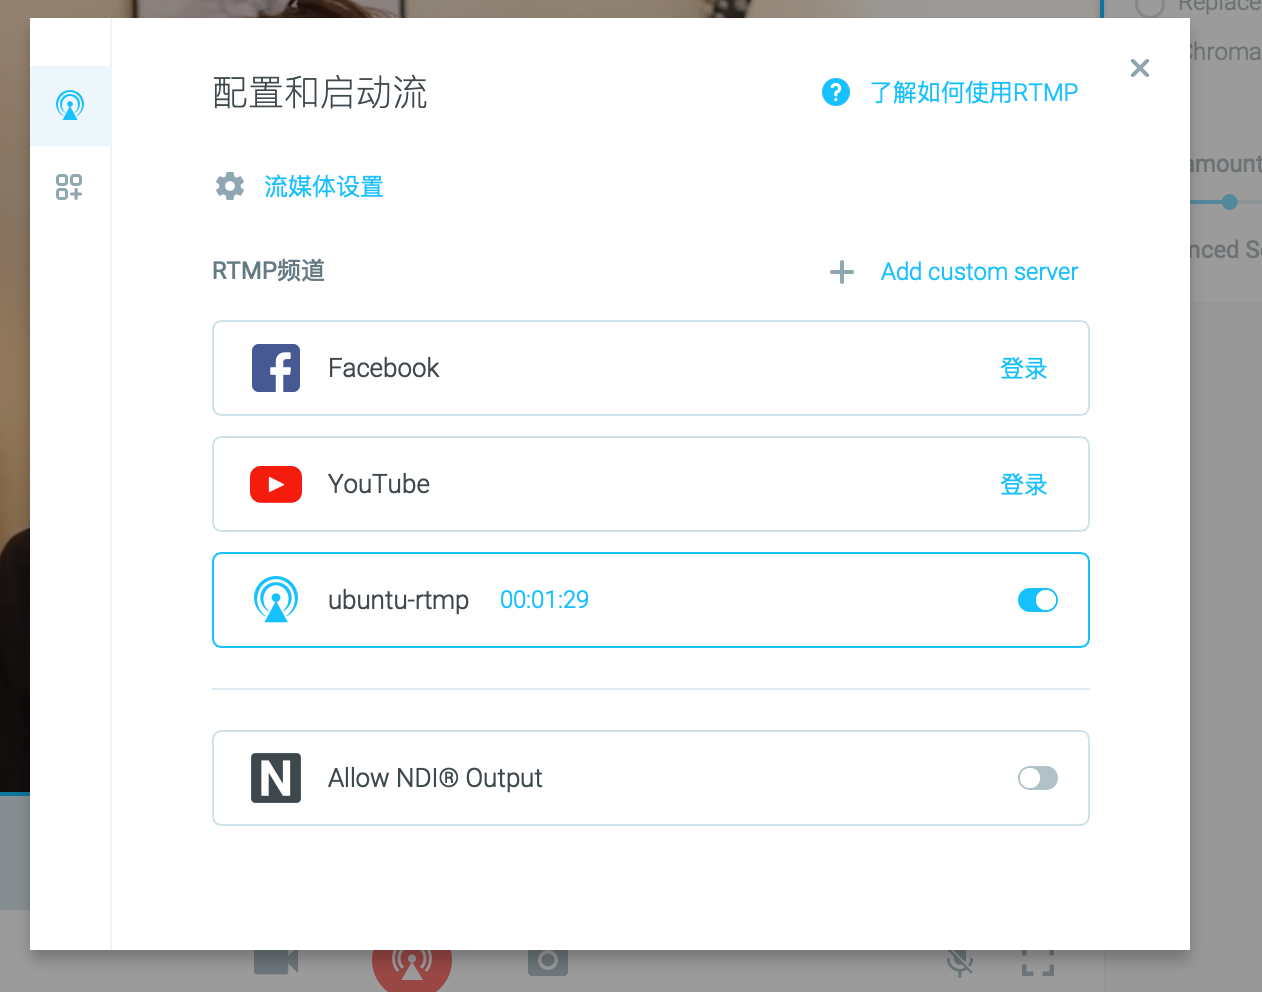 配置和启动流
了解如何使用RTMP
流媒体设置
RTMP频道
Add custom server
Facebook
登录
YouTube
登录
ubuntu-rtmp 00:01:29
Allow NDI® Output
Replace
Chroma
amount
nced S